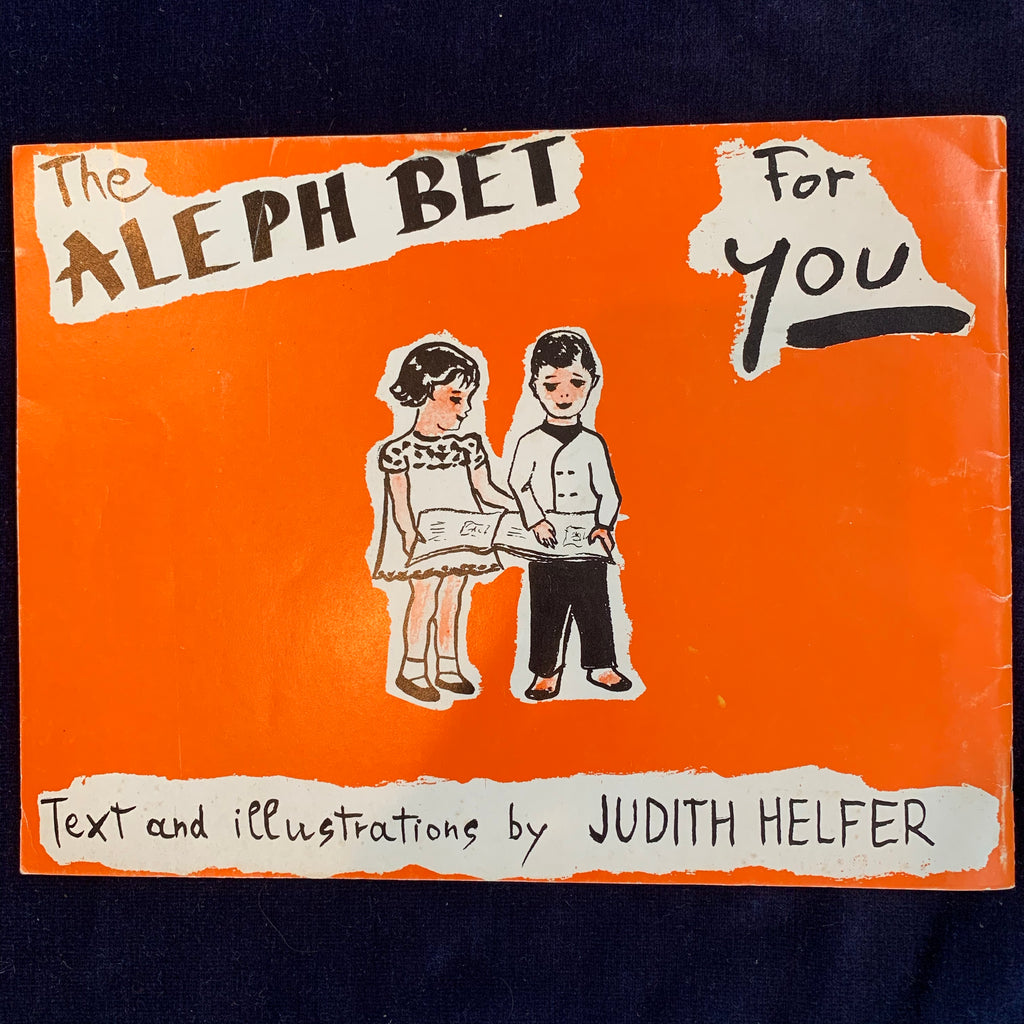 The
ALEPH BET
For
YOU
Text and illustrations by JUDITH HELFER